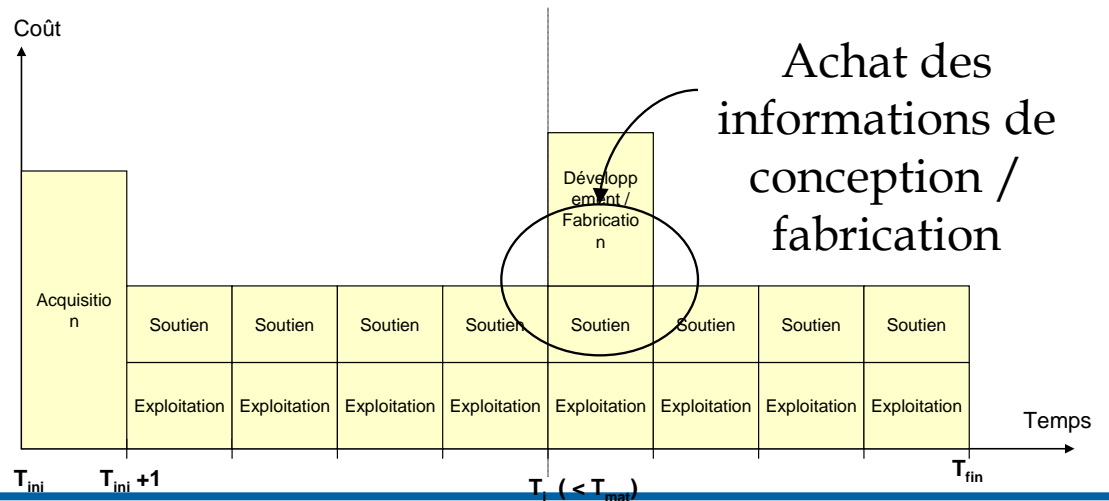 Coût
Achat des
informations de
conception /
fabrication
Développ
ement /
Fabricatio
n
Acquisitio
n
Soutien Soutien Soutien Soutien Soutien Soutien Soutien Soutien
Exploitation Exploitation Exploitation Exploitation Exploitation Exploitation Exploitation Exploitation
Temps
T_ini T_ini +1 T_i ( < T_mat) T_fin